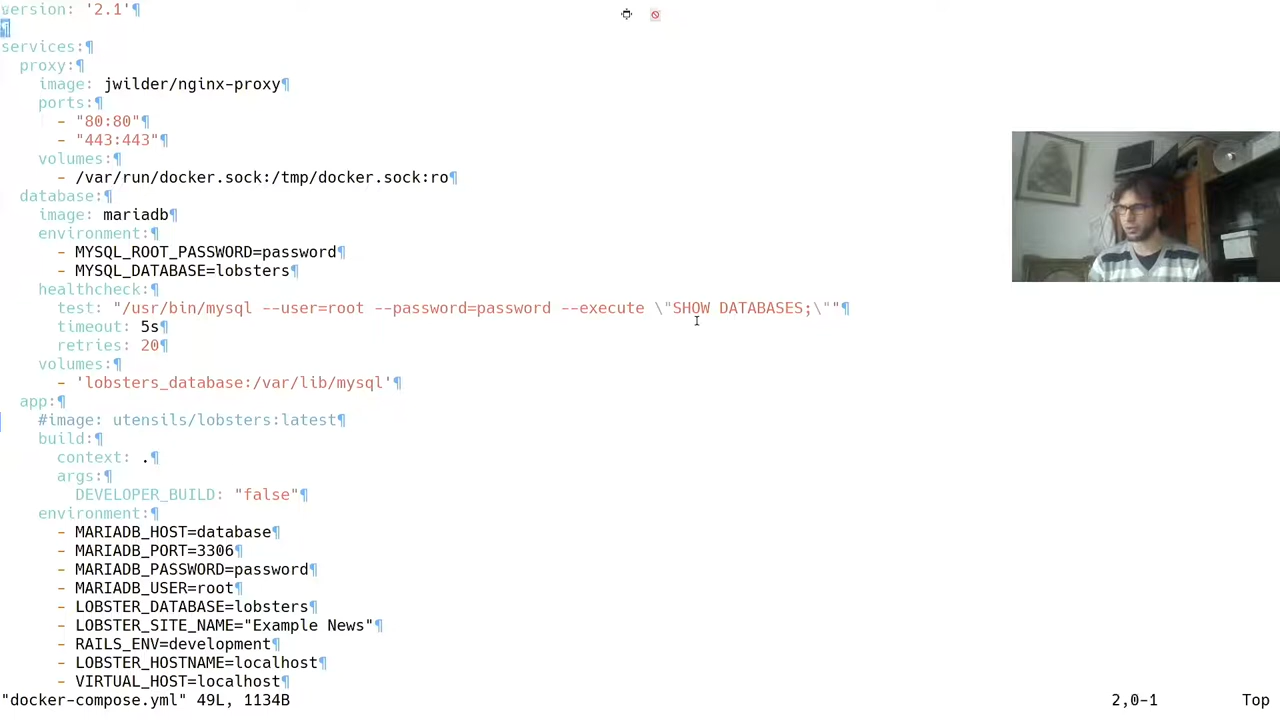 version: '2.1'¶
¶
services:¶
  proxy:¶
    image: jwilder/nginx-proxy¶
    ports:¶
      - "80:80"¶
      - "443:443"¶
    volumes:¶
      - /var/run/docker.sock:/tmp/docker.sock:ro¶
  database:¶
    image: mariadb¶
    environment:¶
      - MYSQL_ROOT_PASSWORD=password¶
      - MYSQL_DATABASE=lobsters¶
    healthcheck:¶
      test: "/usr/bin/mysql --user=root --password=password --execute \"SHOW DATABASES;\""¶
      timeout: 5s¶
      retries: 20¶
    volumes:¶
      - 'lobsters_database:/var/lib/mysql'¶
  app:¶
    #image: utensils/lobsters:latest¶
    build:¶
      context: .¶
      args:¶
        DEVELOPER_BUILD: "false"¶
    environment:¶
      - MARIADB_HOST=database¶
      - MARIADB_PORT=3306¶
      - MARIADB_PASSWORD=password¶
      - MARIADB_USER=root¶
      - LOBSTER_DATABASE=lobsters¶
      - LOBSTER_SITE_NAME="Example News"¶
      - RAILS_ENV=development¶
      - LOBSTER_HOSTNAME=localhost¶
      - VIRTUAL_HOST=localhost¶
"docker-compose.yml" 49L, 1134B 2,0-1 Top